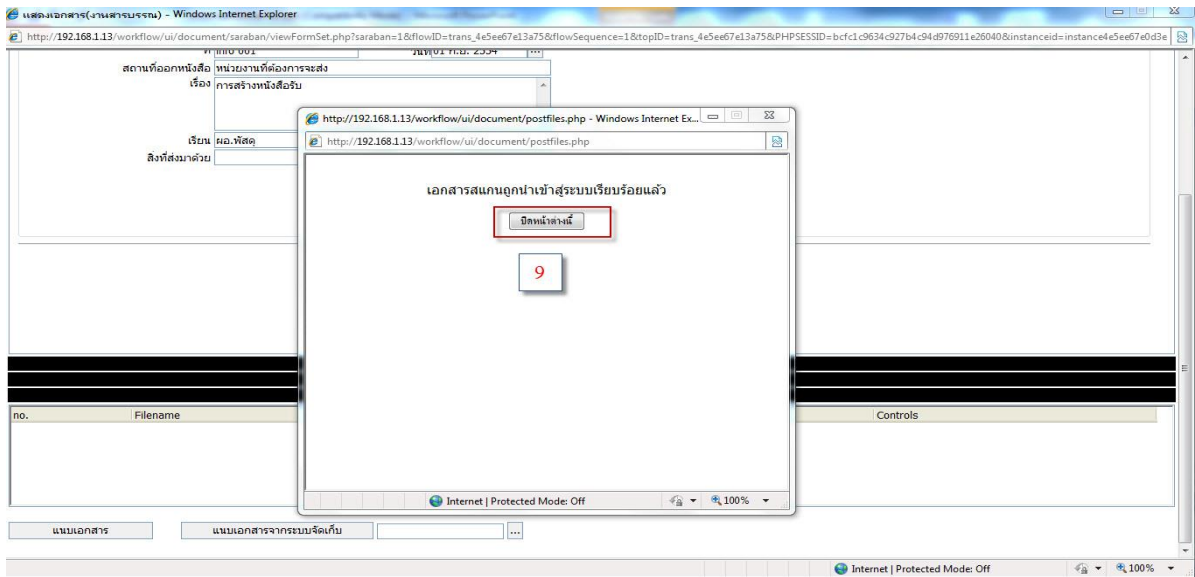 แสดงเอกสาร(งานสารบรรณ) - Windows Internet Explorer
http://192.168.1.13/workflow/ui/document/saraban/viewFormSet.php?saraban=1&flowID=trans_4e5ee67e13a75&flowSequence=1&topID=trans_4e5ee67e13a75&PHPSESSID=bcfc1c9634c927b4c94d976911e26040&instanceid=instance4e5ee67e0d3e
ที่ info 001 วันที่ 01 ก.ย. 2554 ...
สถานที่ออกหนังสือ หน่วยงานที่ต้องการจะส่ง
เรื่อง การสร้างหนังสือรับ
เรียน ผอ.พัสดุ
สิ่งที่ส่งมาด้วย
http://192.168.1.13/workflow/ui/document/postfiles.php - Windows Internet Ex...
http://192.168.1.13/workflow/ui/document/postfiles.php
เอกสารสแกนถูกนำเข้าสู่ระบบเรียบร้อยแล้ว
ปิดหน้าต่างนี้
9
Internet | Protected Mode: Off 100%
no. Filename Controls
แนบเอกสาร แนบเอกสารจากระบบจัดเก็บ ...
Internet | Protected Mode: Off 100%